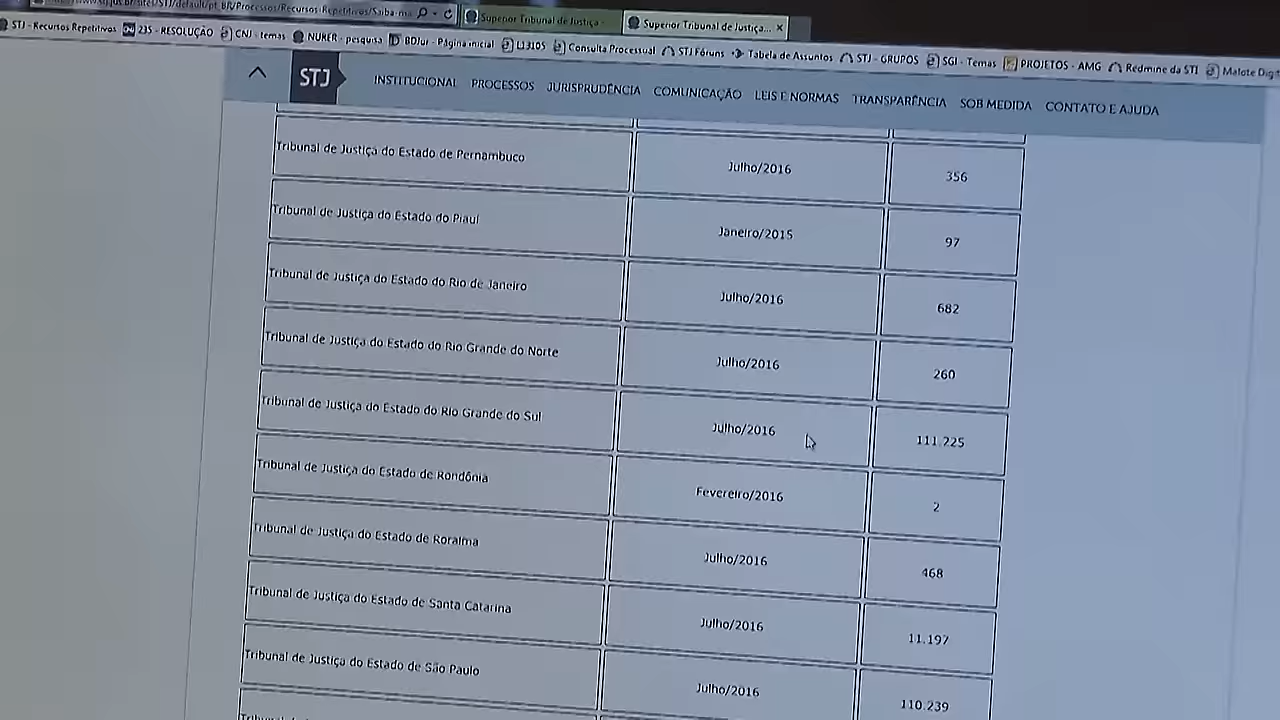 Superior Tribunal de Justiça -
Superior Tribunal de Justiça...
STJ - Recursos Repetitivos 235 - RESOLUÇÃO CNJ - temas NURER - pesquisa BDJur - Página inicial L13105 Consulta Processual STJ Fóruns Tabela de Assuntos STJ - GRUPOS SGI - Temas PROJETOS - AMG Redmine da STI Malote Digit
STJ INSTITUCIONAL PROCESSOS JURISPRUDÊNCIA COMUNICAÇÃO LEIS E NORMAS TRANSPARÊNCIA SOB MEDIDA CONTATO E AJUDA
Tribunal de Justiça do Estado de Pernambuco Julho/2016 356
Tribunal de Justiça do Estado do Piauí Janeiro/2015 97
Tribunal de Justiça do Estado do Rio de Janeiro Julho/2016 682
Tribunal de Justiça do Estado do Rio Grande do Norte Julho/2016 260
Tribunal de Justiça do Estado do Rio Grande do Sul Julho/2016 111.225
Tribunal de Justiça do Estado de Rondônia Fevereiro/2016 2
Tribunal de Justiça do Estado de Roraima Julho/2016 468
Tribunal de Justiça do Estado de Santa Catarina Julho/2016 11.197
Tribunal de Justiça do Estado de São Paulo Julho/2016 110.239